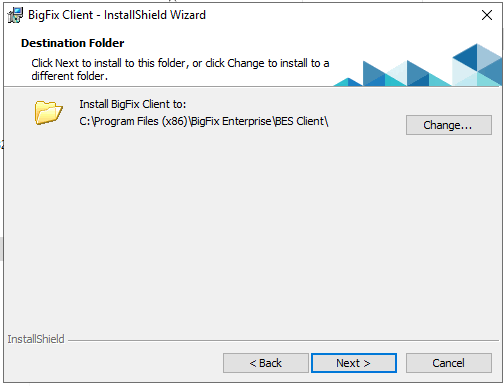 BigFix Client - InstallShield Wizard
Destination Folder
Click Next to install to this folder, or click Change to install to a
different folder.
Install BigFix Client to:
C:\Program Files (x86)\BigFix Enterprise\BES Client\
Change...
InstallShield
< Back
Next >
Cancel